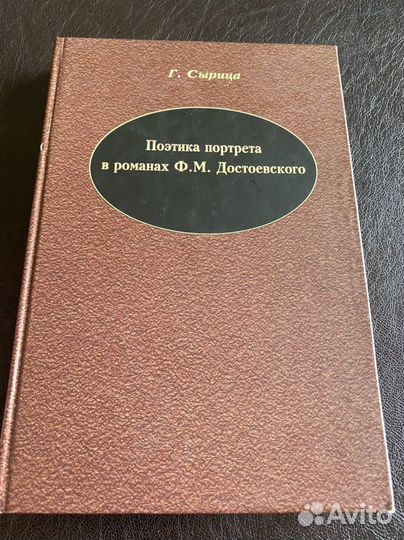 Г. Сырица
Поэтика портрета
в романах Ф.М. Достоевского
Avito